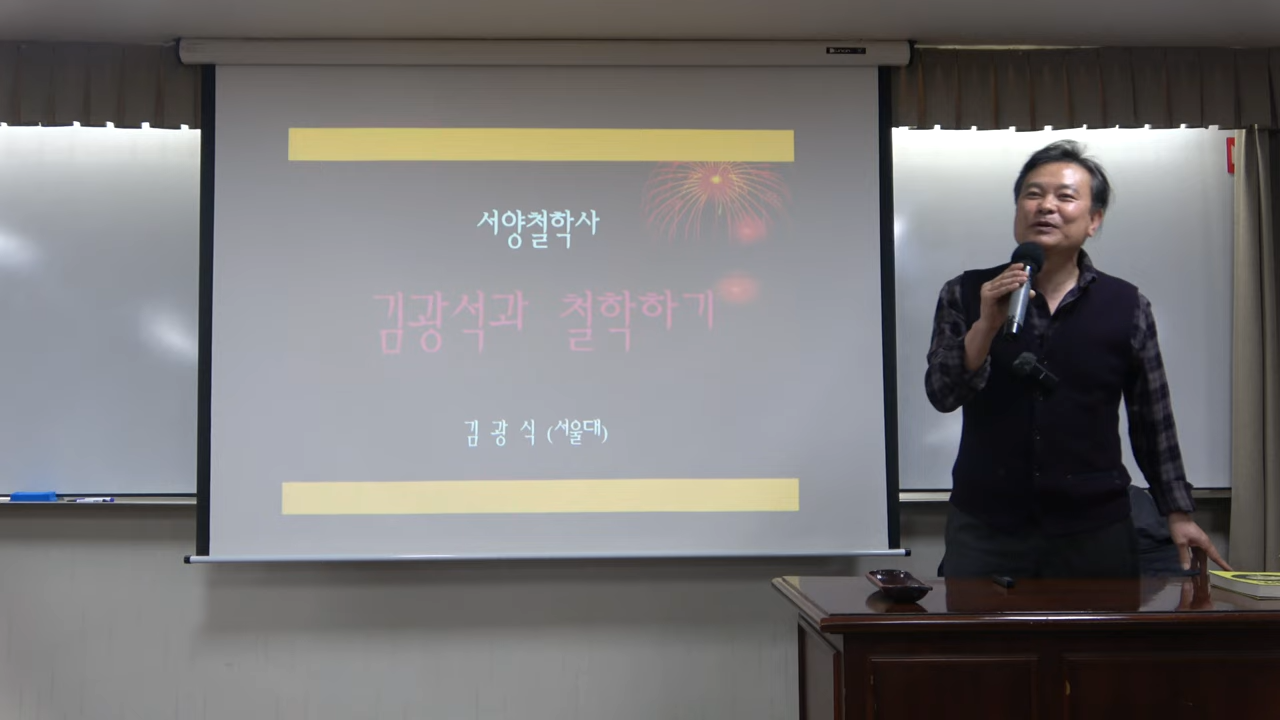 서양철학사
김광석과 철학하기
김 광 식 (서울대)